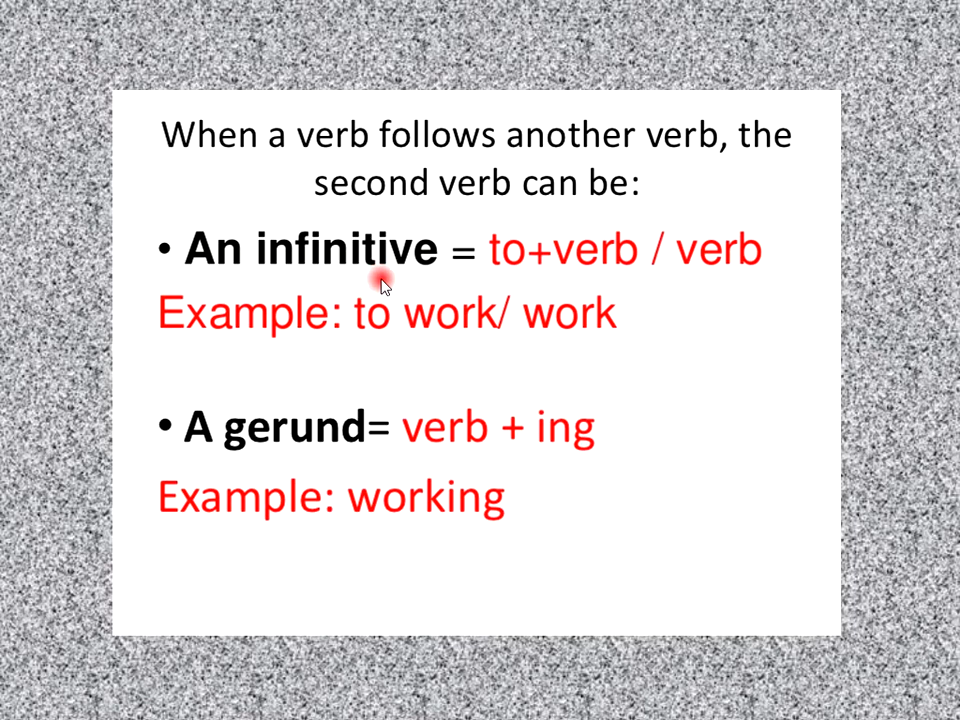 When a verb follows another verb, the
second verb can be:
• An infinitive = to+verb / verb
Example: to work/ work
• A gerund= verb + ing
Example: working